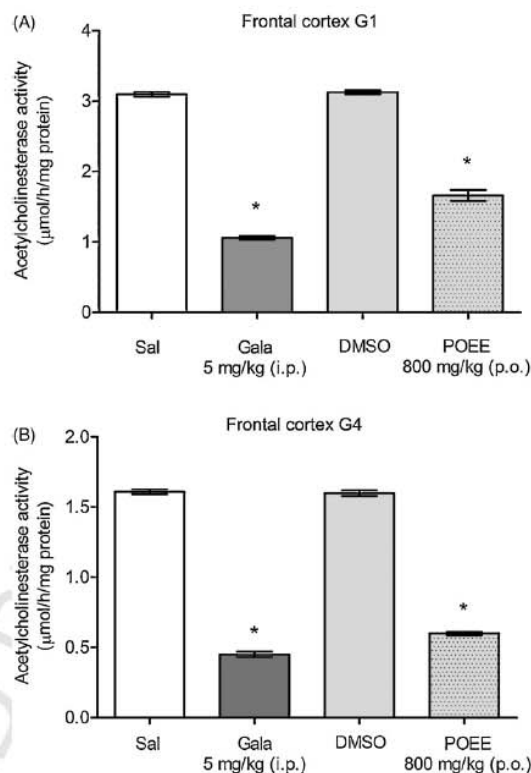 (A)
Frontal cortex G1
Acetylcholinesterase activity
(μmol/h/mg protein)
4
3
2
1
0
*
*
Sal
Gala
5 mg/kg (i.p.)
DMSO
POEE
800 mg/kg (p.o.)
(B)
Frontal cortex G4
Acetylcholinesterase activity
(μmol/h/mg protein)
2.0
1.5
1.0
0.5
0.0
*
*
Sal
Gala
5 mg/kg (i.p.)
DMSO
POEE
800 mg/kg (p.o.)